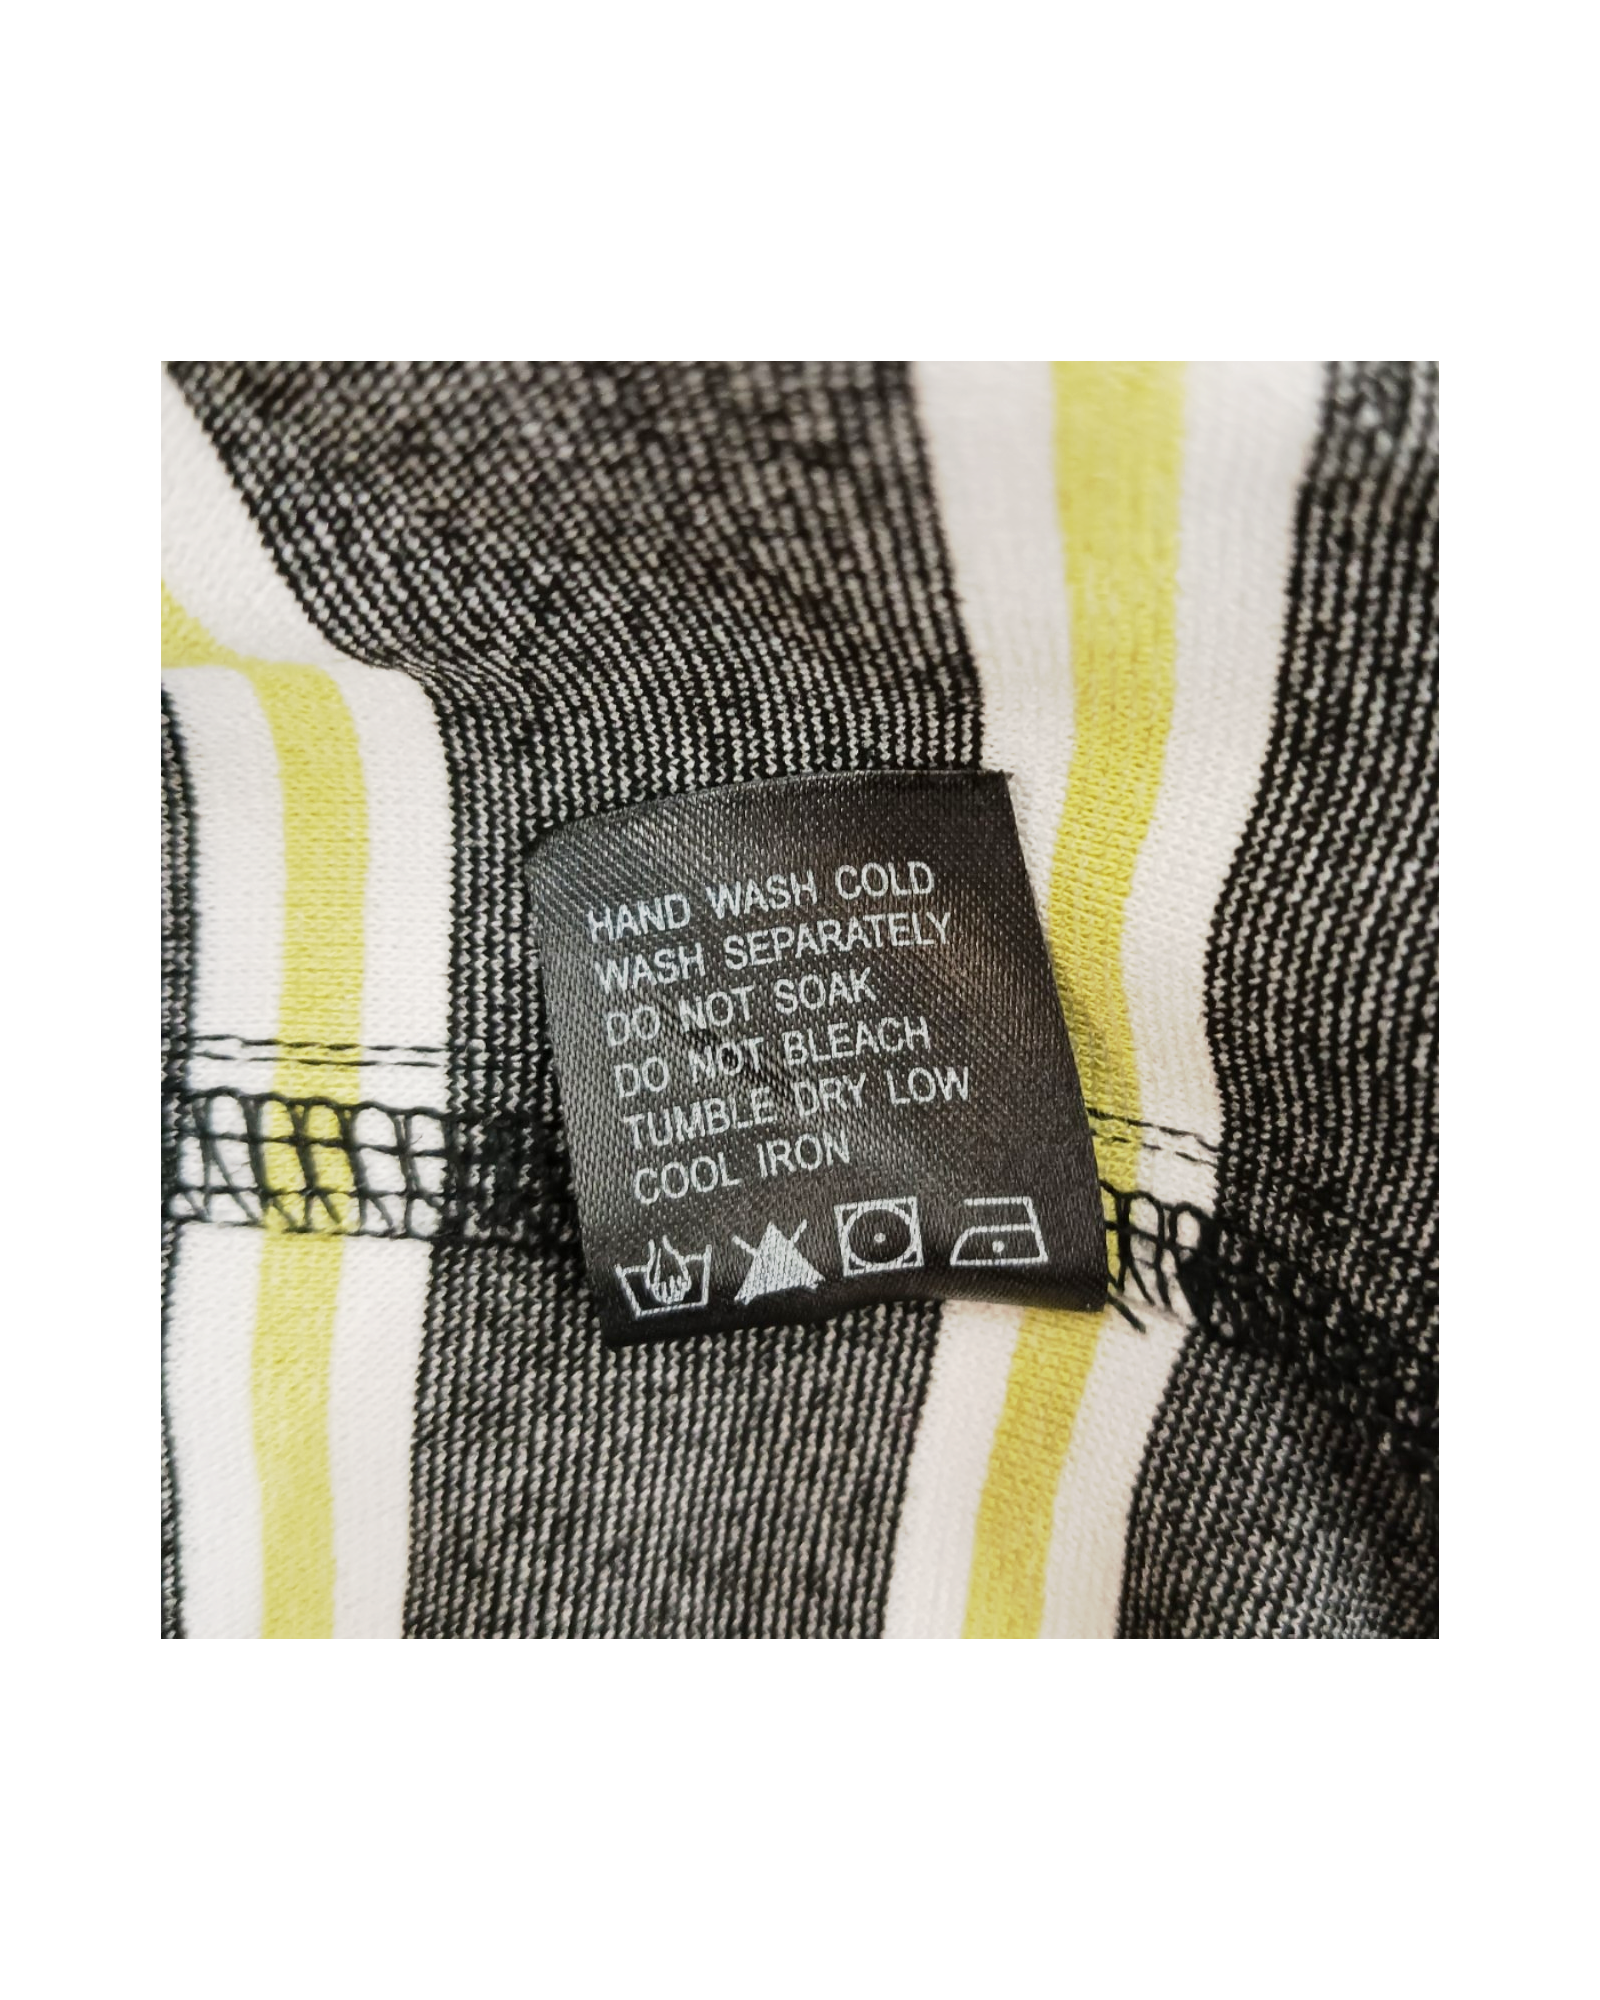 HAND WASH COLD
WASH SEPARATELY
DO NOT SOAK
DO NOT BLEACH
TUMBLE DRY LOW
COOL IRON